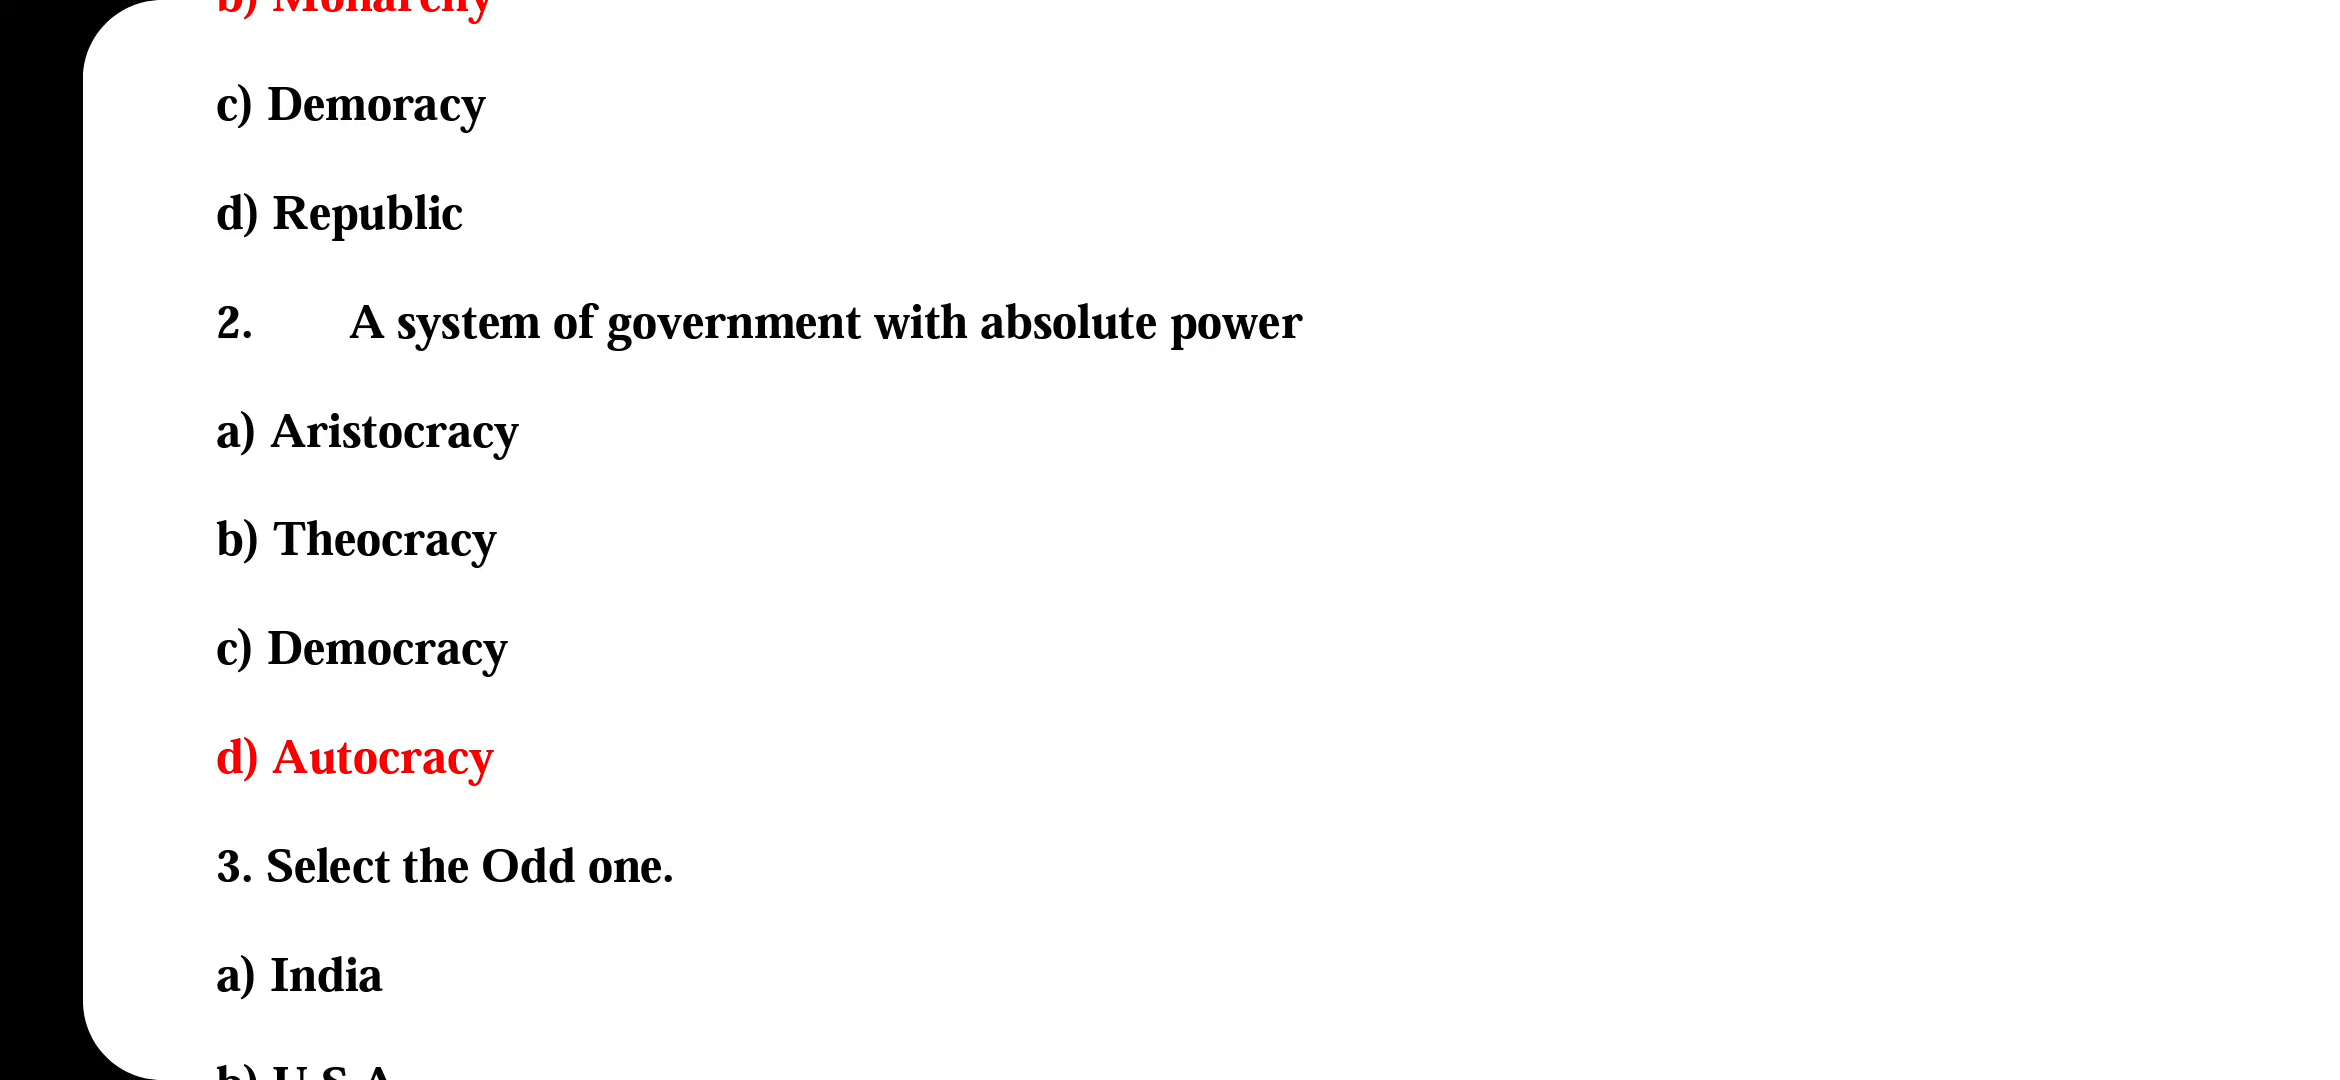 b) Monarchy
c) Demoracy
d) Republic
2. A system of government with absolute power
a) Aristocracy
b) Theocracy
c) Democracy
d) Autocracy
3. Select the Odd one.
a) India
b) U.S.A